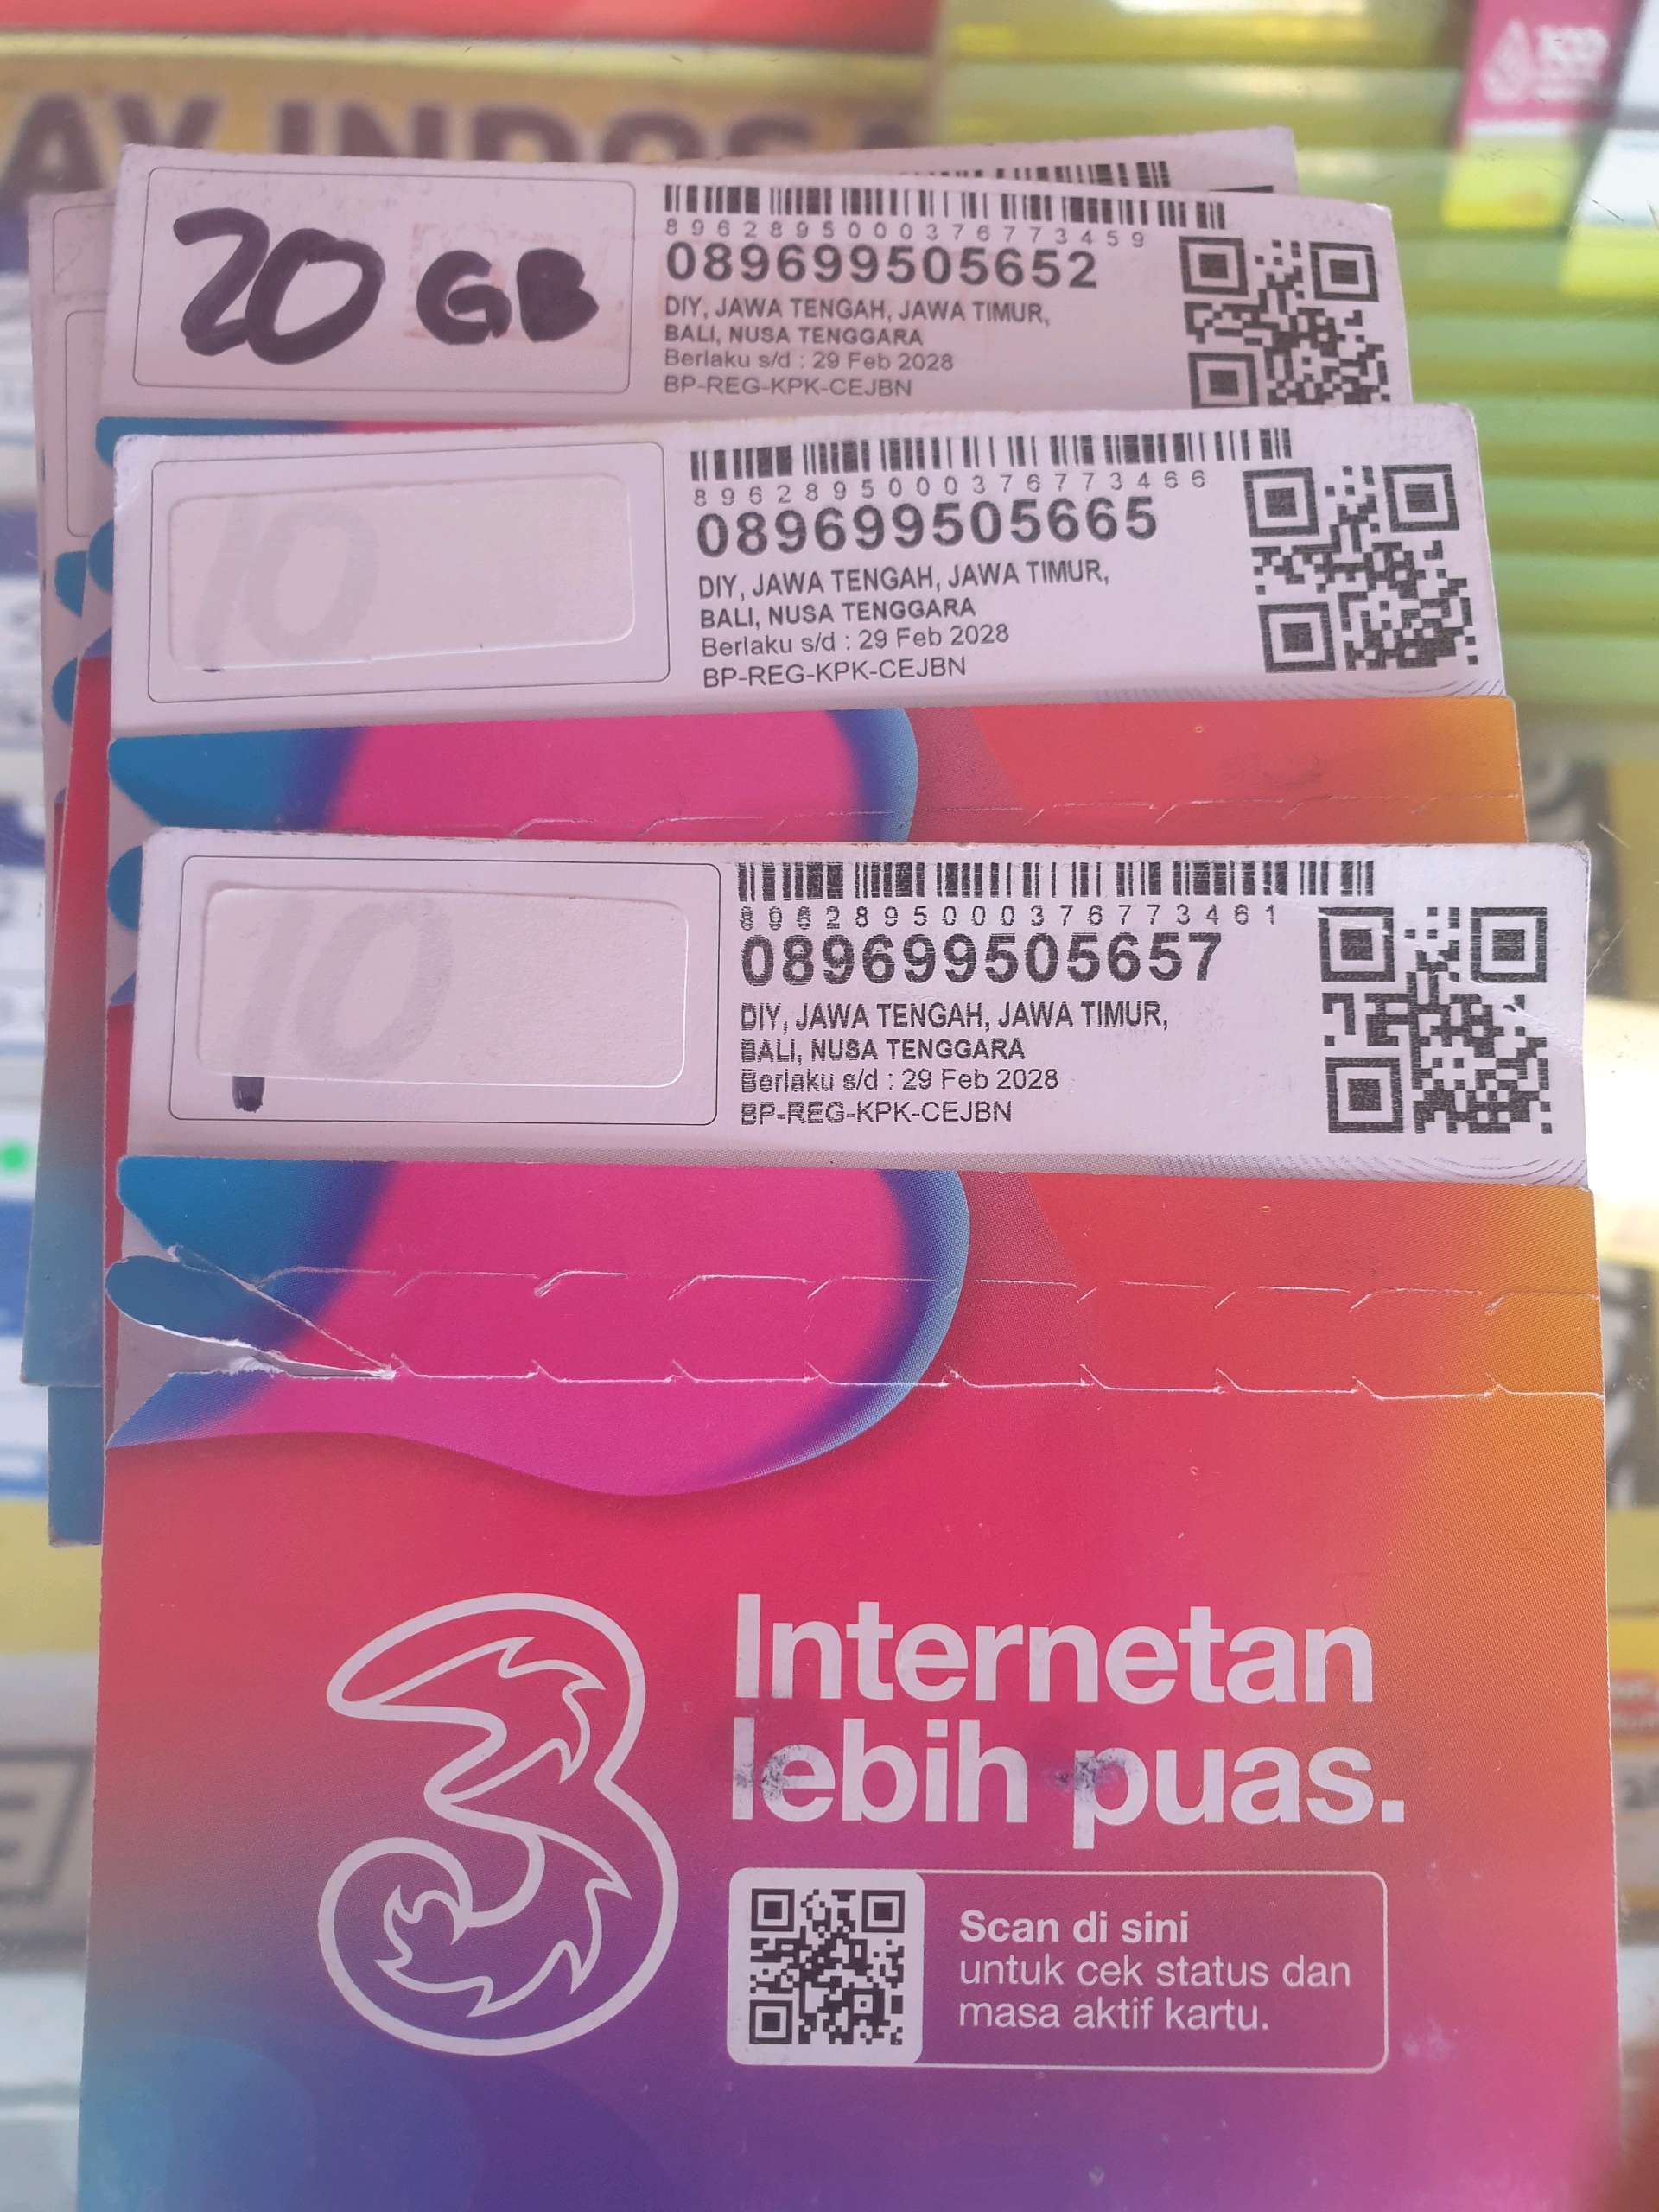 AY INDOS
20 GB
8962895000376773459
089699505652
DIY, JAWA TENGAH, JAWA TIMUR,
BALI, NUSA TENGGARA
Berlaku s/d : 29 Feb 2028
BP-REG-KPK-CEJBN
10
8962895000376773466
089699505665
DIY, JAWA TENGAH, JAWA TIMUR,
BALI, NUSA TENGGARA
Berlaku s/d : 29 Feb 2028
BP-REG-KPK-CEJBN
10
8962895000376773461
089699505657
DIY, JAWA TENGAH, JAWA TIMUR,
BALI, NUSA TENGGARA
Berlaku s/d : 29 Feb 2028
BP-REG-KPK-CEJBN
3
Internetan
lebih puas.
Scan di sini
untuk cek status dan
masa aktif kartu.